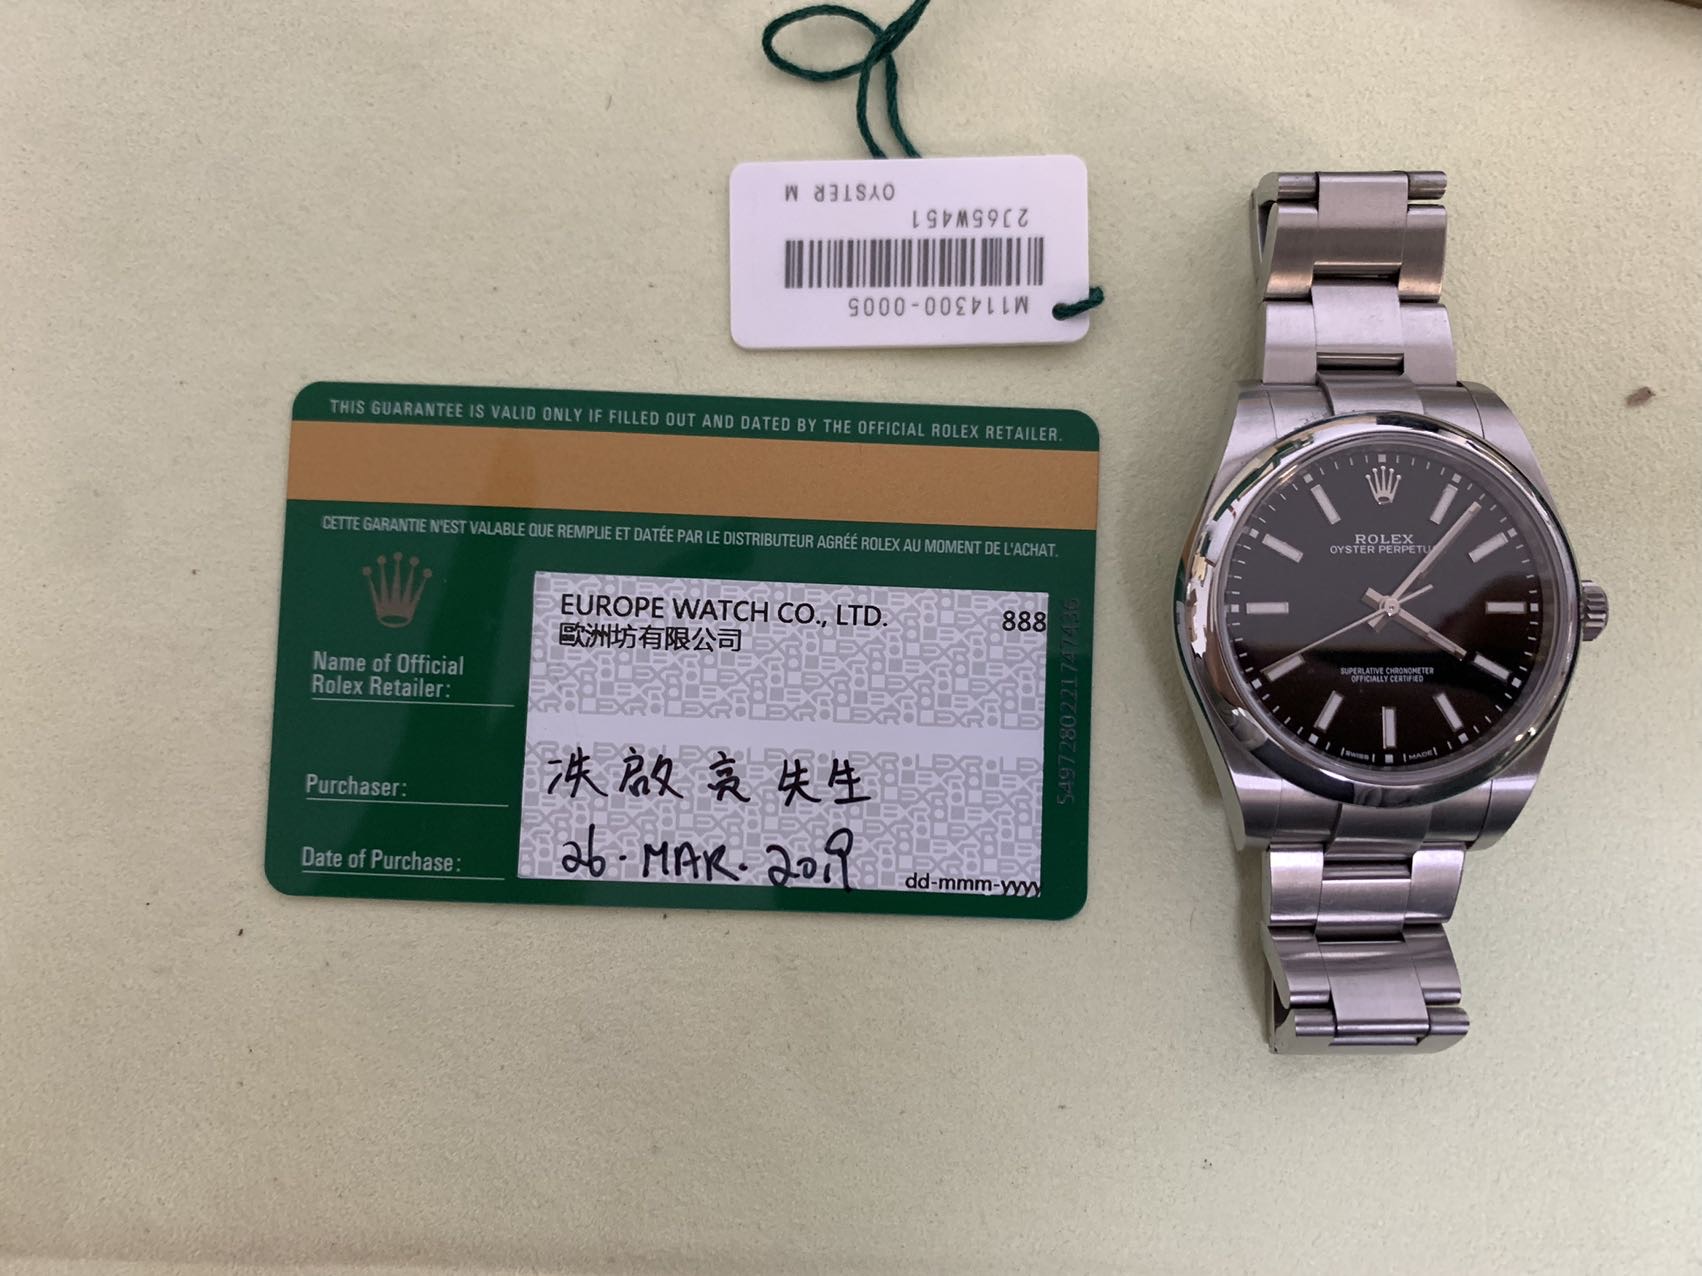 OYSTER M
2J65W451
M114300-0005
THIS GUARANTEE IS VALID ONLY IF FILLED OUT AND DATED BY THE OFFICIAL ROLEX RETAILER.
CETTE GARANTIE N'EST VALABLE QUE REMPLIE ET DATÉE PAR LE DISTRIBUTEUR AGRÉÉ ROLEX AU MOMENT DE L'ACHAT.
EUROPE WATCH CO., LTD. 888
歐洲坊有限公司
Name of Official
Rolex Retailer:
Purchaser: 洪啟亮先生
Date of Purchase: 26. MAR. 2019
dd-mmm-yyyy
ROLEX
OYSTER PERPETU
SUPERLATIVE CHRONOMETER
OFFICIALLY CERTIFIED
SWISS MADE